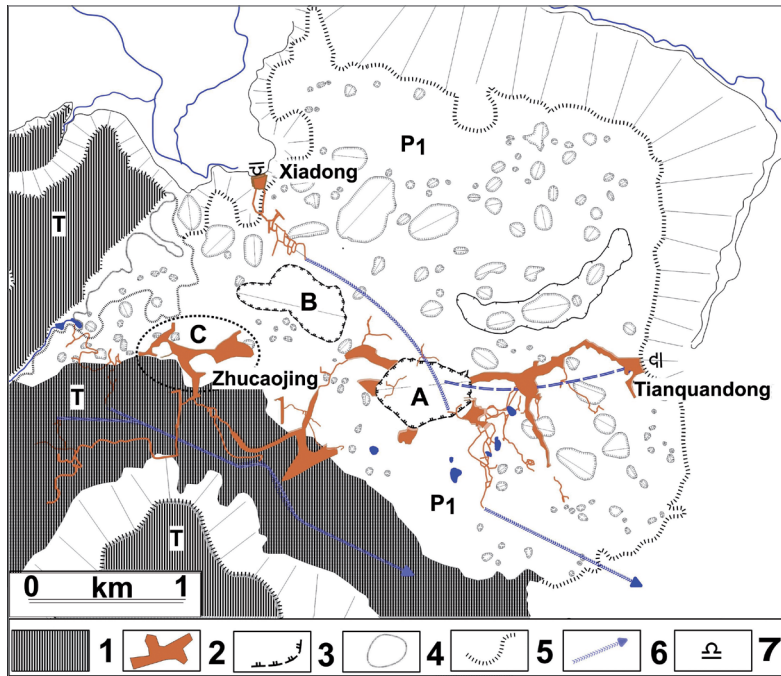 P1
Xiadong
T
B
C
Zhucaojing
A
Tianquandong
T
P1
T
0 km 1
1 2 3 4 5 6 7